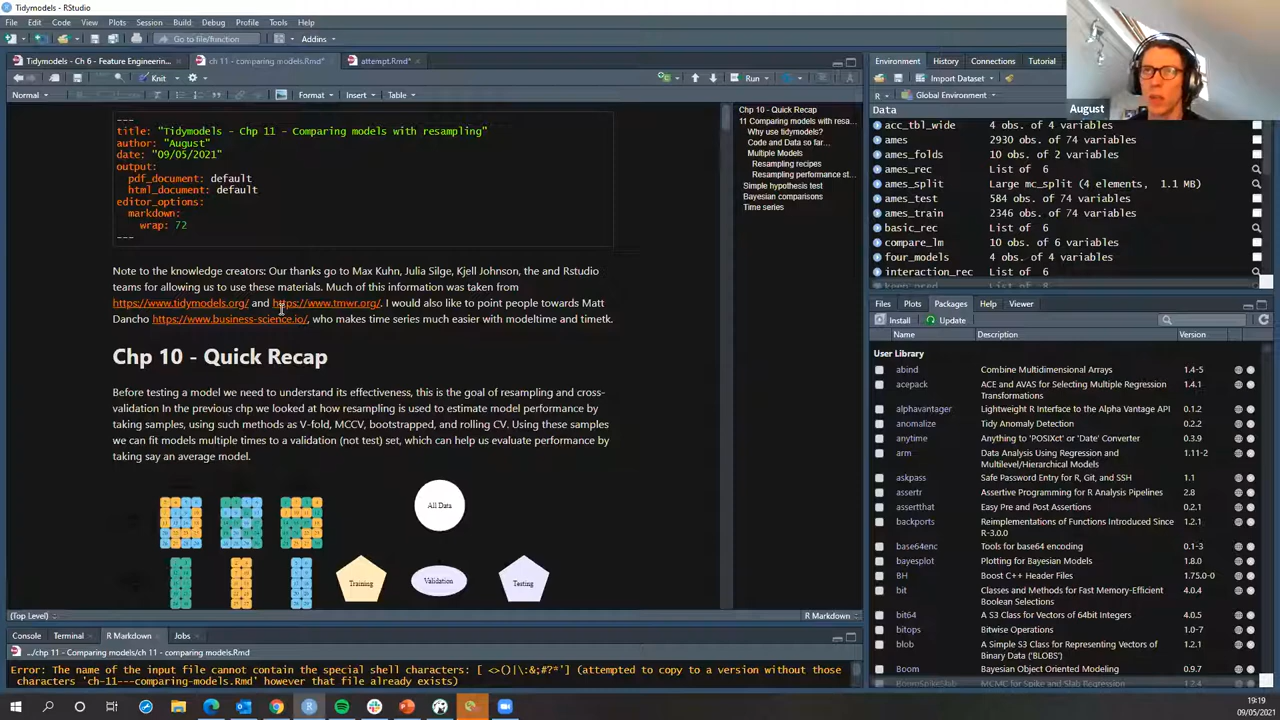 Tidymodels - RStudio
File Edit Code View Plots Session Build Debug Profile Tools Help
Go to file/function Addins
Tidymodels - Ch 6 - Feature Engineerin... ch 11 - comparing models.Rmd* attempt.Rmd*
Knit Run
Normal Format Insert Table
---
title: "Tidymodels - Chp 11 - Comparing models with resampling"
author: "August"
date: "09/05/2021"
output:
pdf_document: default
html_document: default
editor_options:
markdown:
wrap: 72
---
Note to the knowledge creators: Our thanks go to Max Kuhn, Julia Silge, Kjell Johnson, the and Rstudio
teams for allowing us to use these materials. Much of this information was taken from
https://www.tidymodels.org/ and https://www.tmwr.org/. I would also like to point people towards Matt
Dancho https://www.business-science.io/, who makes time series much easier with modeltime and timetk.
Chp 10 - Quick Recap
Before testing a model we need to understand its effectiveness, this is the goal of resampling and cross-
validation In the previous chp we looked at how resampling is used to estimate model performance by
taking samples, using such methods as V-fold, MCCV, bootstrapped, and rolling CV. Using these samples
we can fit models multiple times to a validation (not test) set, which can help us evaluate performance by
taking say an average model.
All Data
Training Validation Testing
(Top Level) R Markdown
Chp 10 - Quick Recap
11 Comparing models with resa...
Why use tidymodels?
Code and Data so far...
Multiple Models
Resampling recipes
Resampling performance st...
Simple hypothesis test
Bayesian comparisons
Time series
Console Terminal R Markdown Jobs
.../chp 11 - Comparing models/ch 11 - comparing models.Rmd
Error: The name of the input file cannot contain the special shell characters: [ <>()|\:&;#?*'] (attempted to copy to a version without those
characters 'ch-11---comparing-models.Rmd' however that file already exists)
Environment History Connections Tutorial
Import Dataset
R Global Environment
Data
acc_tbl_wide 4 obs. of 4 variables
ames 2930 obs. of 74 variables
ames_folds 10 obs. of 2 variables
ames_rec List of 6
ames_split Large mc_split (4 elements, 1.1 MB)
ames_test 584 obs. of 74 variables
ames_train 2346 obs. of 74 variables
basic_rec List of 6
compare_lm 10 obs. of 6 variables
four_models List of 4
interaction_rec List of 6
August
Files Plots Packages Help Viewer
Install Update
Name Description Version
User Library
abind Combine Multidimensional Arrays 1.4-5
acepack ACE and AVAS for Selecting Multiple Regression Transformations 1.4.1
alphavantager Lightweight R Interface to the Alpha Vantage API 0.1.2
anomalize Tidy Anomaly Detection 0.2.2
anytime Anything to 'POSIXct' or 'Date' Converter 0.3.9
arm Data Analysis Using Regression and Multilevel/Hierarchical Models 1.11-2
askpass Safe Password Entry for R, Git, and SSH 1.1
assertr Assertive Programming for R Analysis Pipelines 2.8
assertthat Easy Pre and Post Assertions 0.2.1
backports Reimplementations of Functions Introduced Since R-3.0.0 1.2.1
base64enc Tools for base64 encoding 0.1-3
bayesplot Plotting for Bayesian Models 1.8.0
BH Boost C++ Header Files 1.75.0-0
bit Classes and Methods for Fast Memory-Efficient Boolean Selections 4.0.4
bit64 A S3 Class for Vectors of 64bit Integers 4.0.5
bitops Bitwise Operations 1.0-7
blob A Simple S3 Class for Representing Vectors of Binary Data ('BLOBS') 1.2.1
Boom Bayesian Object Oriented Modeling 0.9.7
BoomSpikeSlab MCMC for Spike and Slab Regression 1.2.4
19:19
09/05/2021